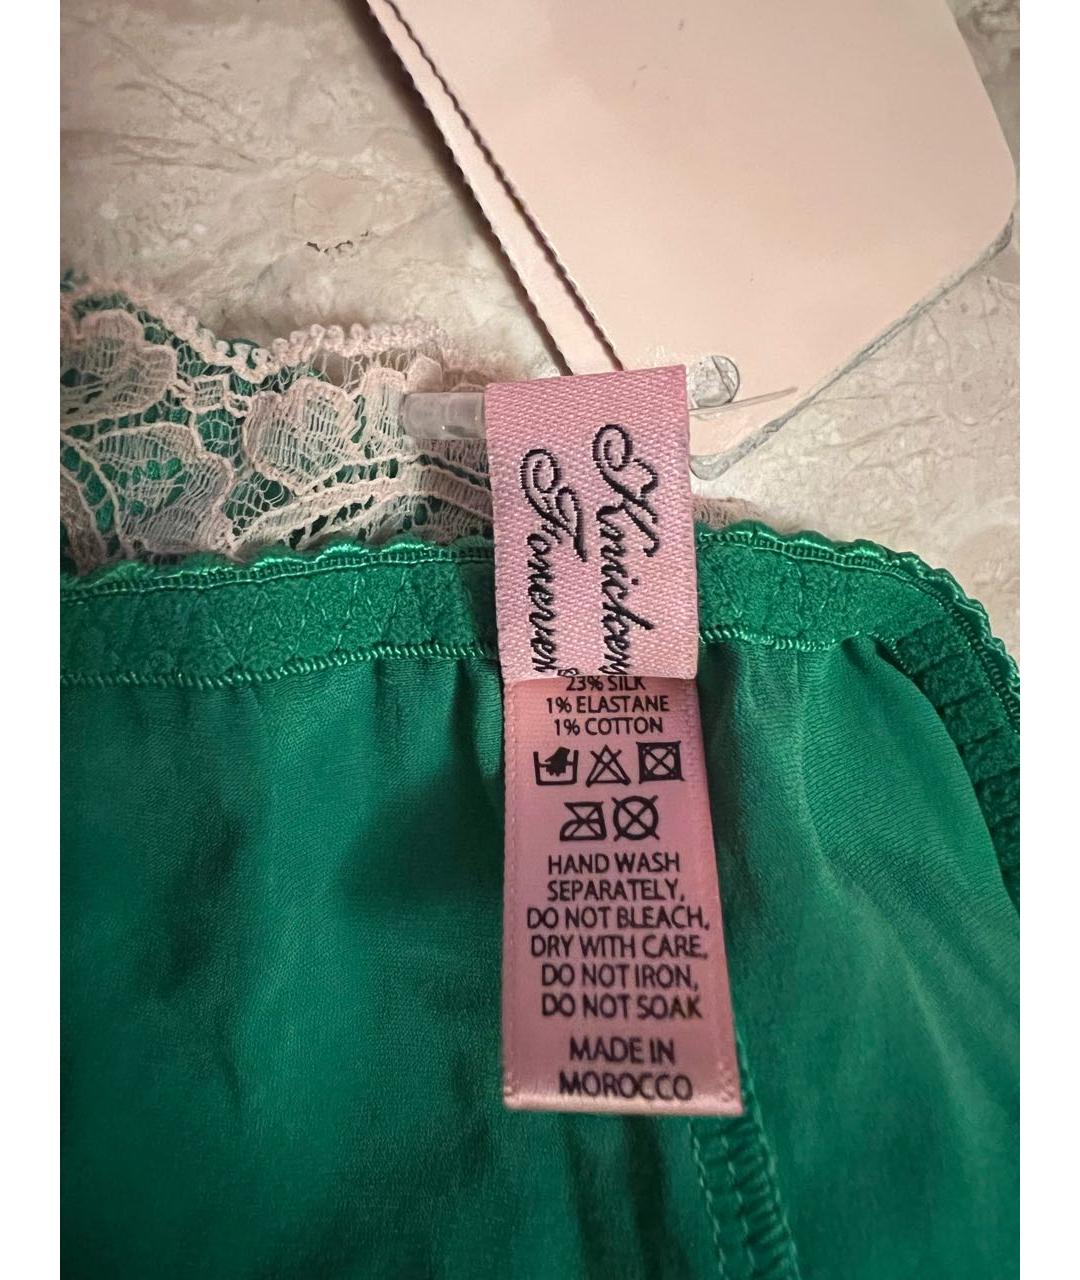 Knickers
Forever
23% SILK
1% ELASTANE
1% COTTON
HAND WASH
SEPARATELY,
DO NOT BLEACH,
DRY WITH CARE,
DO NOT IRON,
DO NOT SOAK
MADE IN
MOROCCO